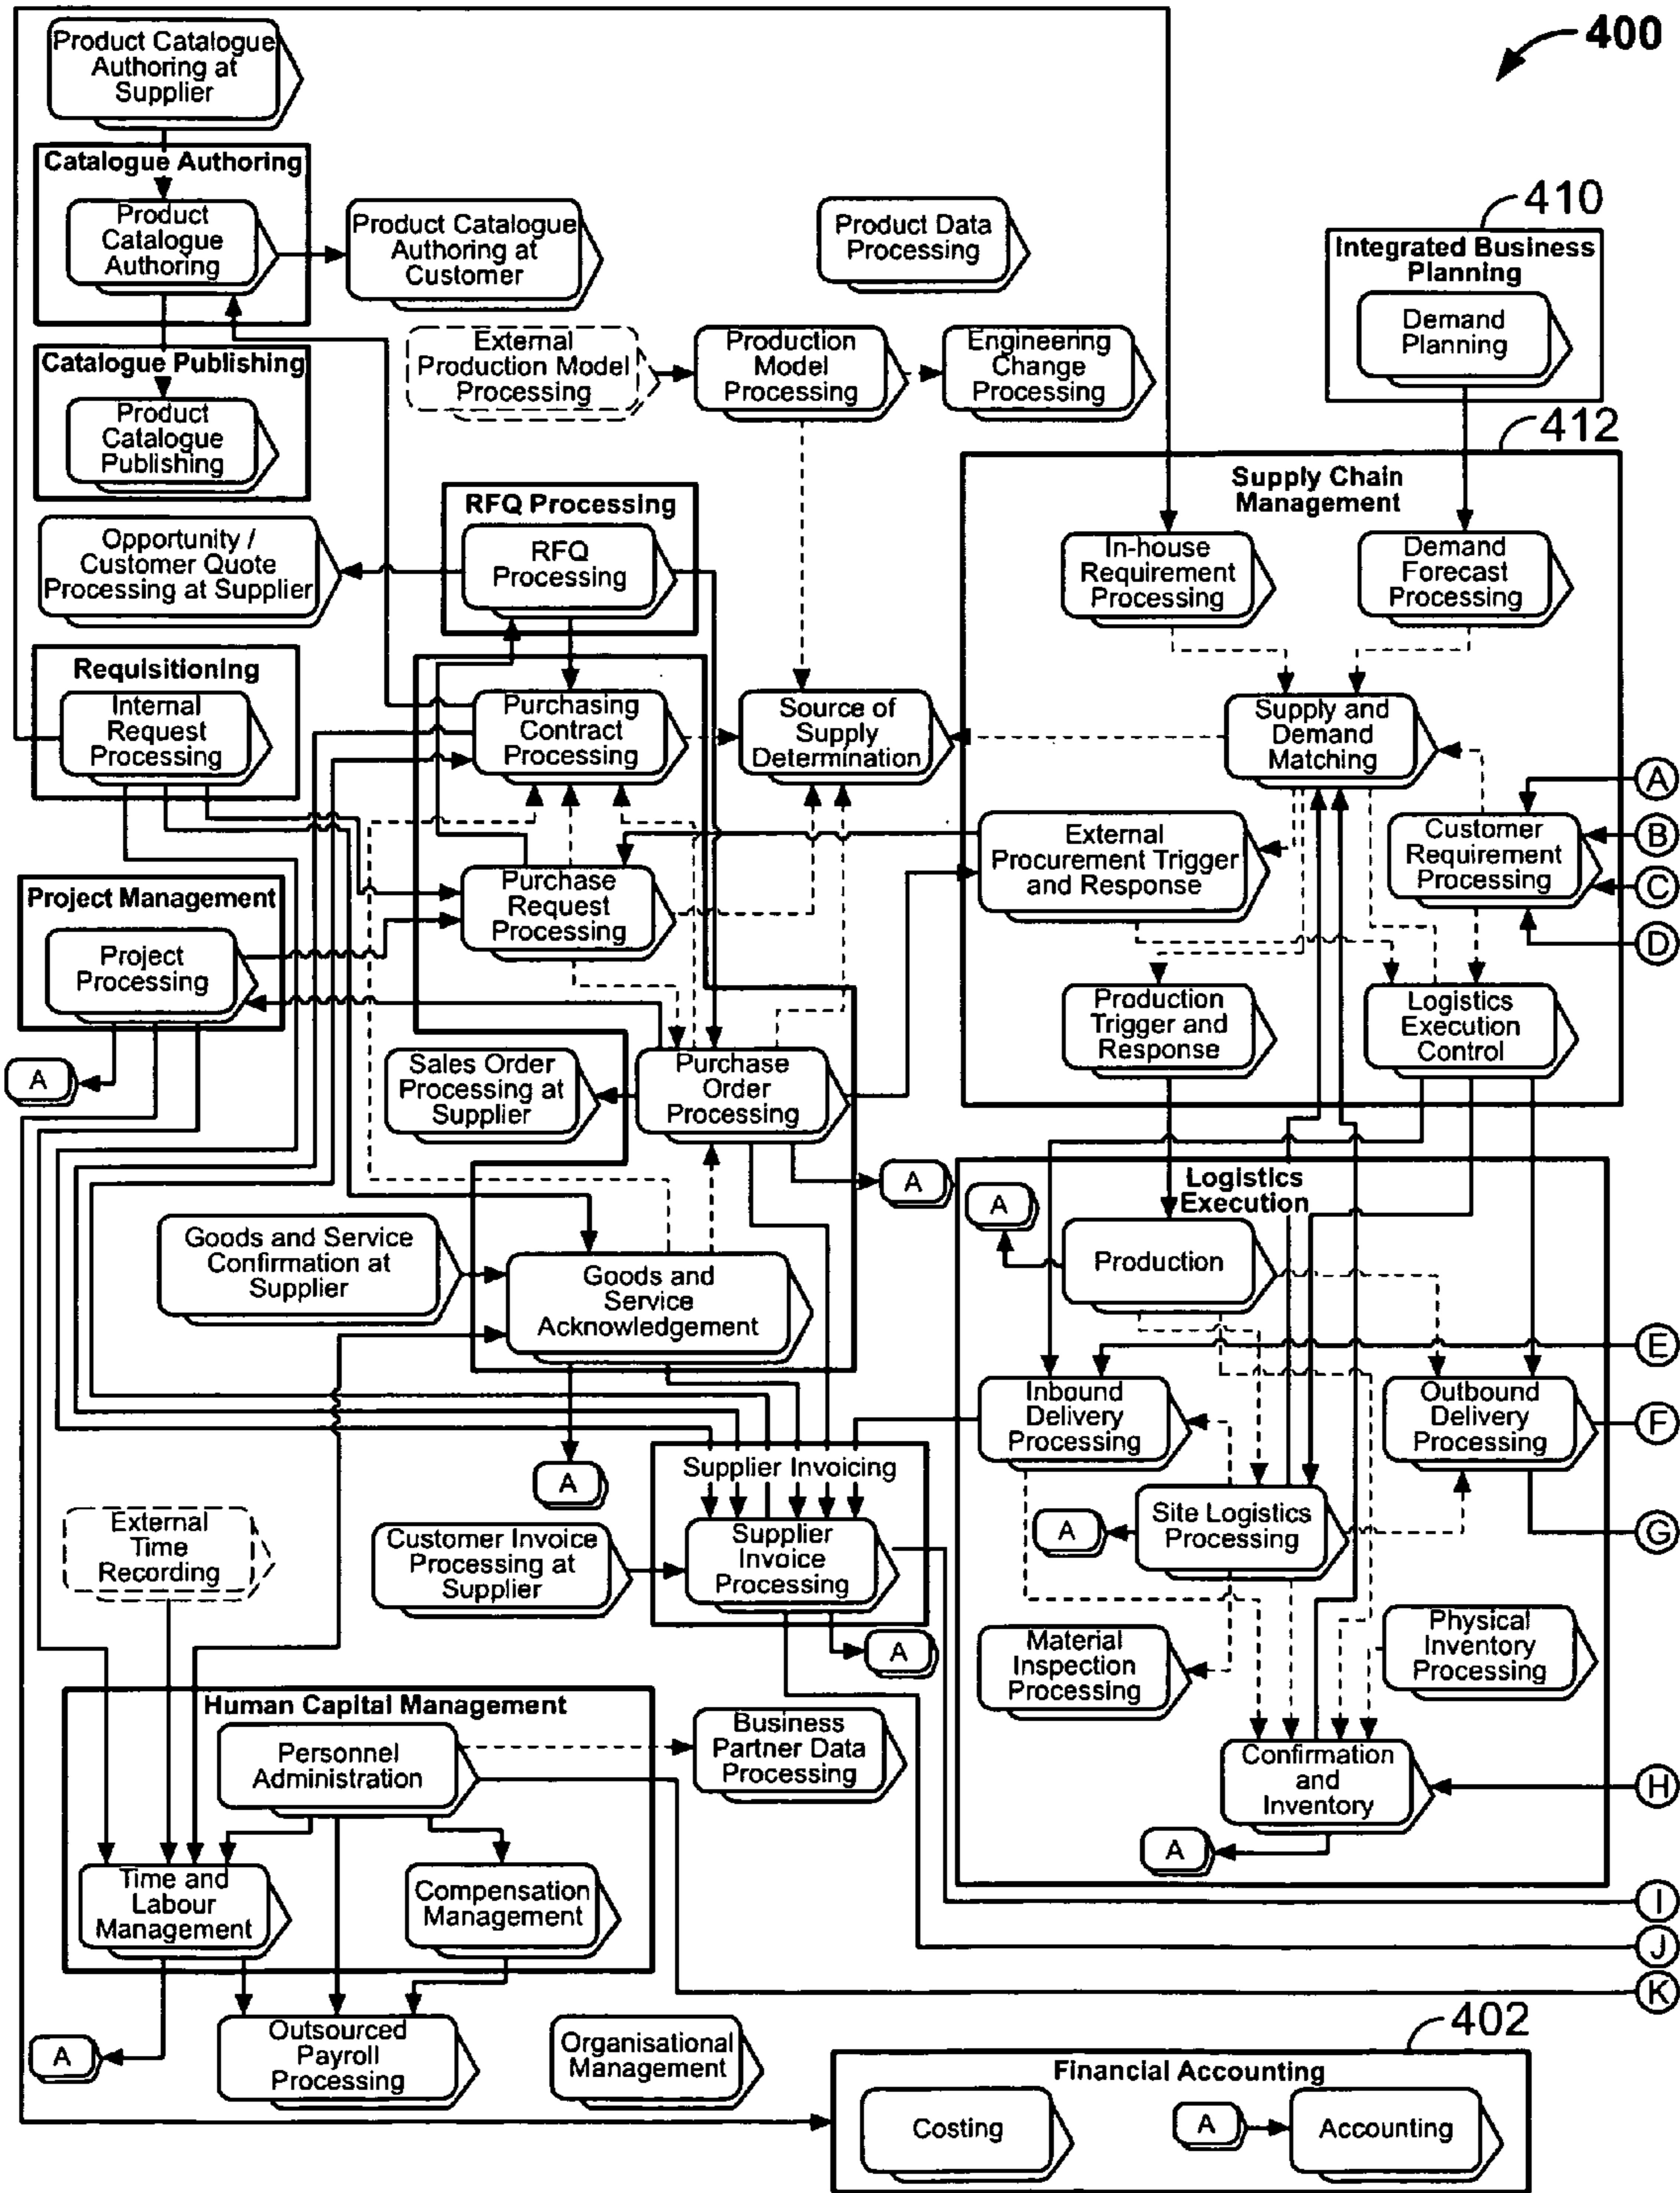 400
Product Catalogue
Authoring at
Supplier
Catalogue Authoring
Product
Catalogue
Authoring
Product Catalogue
Authoring at
Customer
Product Data
Processing
410
Integrated Business
Planning
Demand
Planning
Catalogue Publishing
Product
Catalogue
Publishing
External
Production Model
Processing
Production
Model
Processing
Engineering
Change
Processing
412
Supply Chain
Management
RFQ Processing
RFQ
Processing
Opportunity /
Customer Quote
Processing at Supplier
In-house
Requirement
Processing
Demand
Forecast
Processing
Requisitioning
Internal
Request
Processing
Purchasing
Contract
Processing
Source of
Supply
Determination
Supply and
Demand
Matching
A
B
C
D
External
Procurement Trigger
and Response
Customer
Requirement
Processing
Purchase
Request
Processing
Project Management
Project
Processing
A
Production
Trigger and
Response
Logistics
Execution
Control
Sales Order
Processing at
Supplier
Purchase
Order
Processing
A
Logistics
Execution
A
Production
Goods and Service
Confirmation at
Supplier
Goods and
Service
Acknowledgement
A
E
F
G
Inbound
Delivery
Processing
Outbound
Delivery
Processing
Supplier Invoicing
Supplier
Invoice
Processing
A
Site Logistics
Processing
External
Time
Recording
Customer Invoice
Processing at
Supplier
A
Material
Inspection
Processing
Physical
Inventory
Processing
Human Capital Management
Personnel
Administration
Business
Partner Data
Processing
Confirmation
and
Inventory
H
A
Time and
Labour
Management
Compensation
Management
I
J
K
A
Outsourced
Payroll
Processing
Organisational
Management
402
Financial Accounting
Costing
A
Accounting